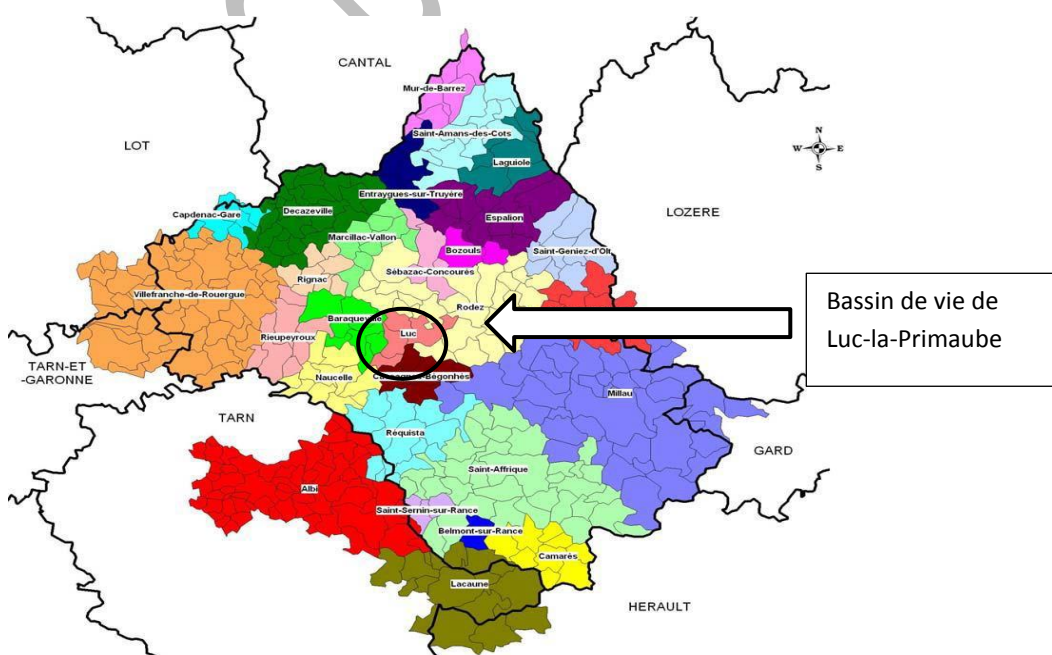 CANTAL
Mur-de-Barrez
LOT
Saint-Amans-des-Cots
N
W
E
S
Laguiole
Entraygues-sur-Truyère
LOZERE
Capdenac-Gare
Decazeville
Espalion
Marcillac-Vallon
Bozouls
Saint-Geniez-d'Olt
Sébazac-Concourès
Rignac
Villefranche-de-Rouergue
Rodez
Bassin de vie de
Luc-la-Primaube
Baraqueville
Luc
Rieupeyroux
TARN-ET
-GARONNE
Naucelle
Cassagnes-Bégonhès
Millau
TARN
Réquista
GARD
Saint-Affrique
Albi
Saint-Sernin-sur-Rance
Belmont-sur-Rance
Camarès
Lacaune
HERAULT